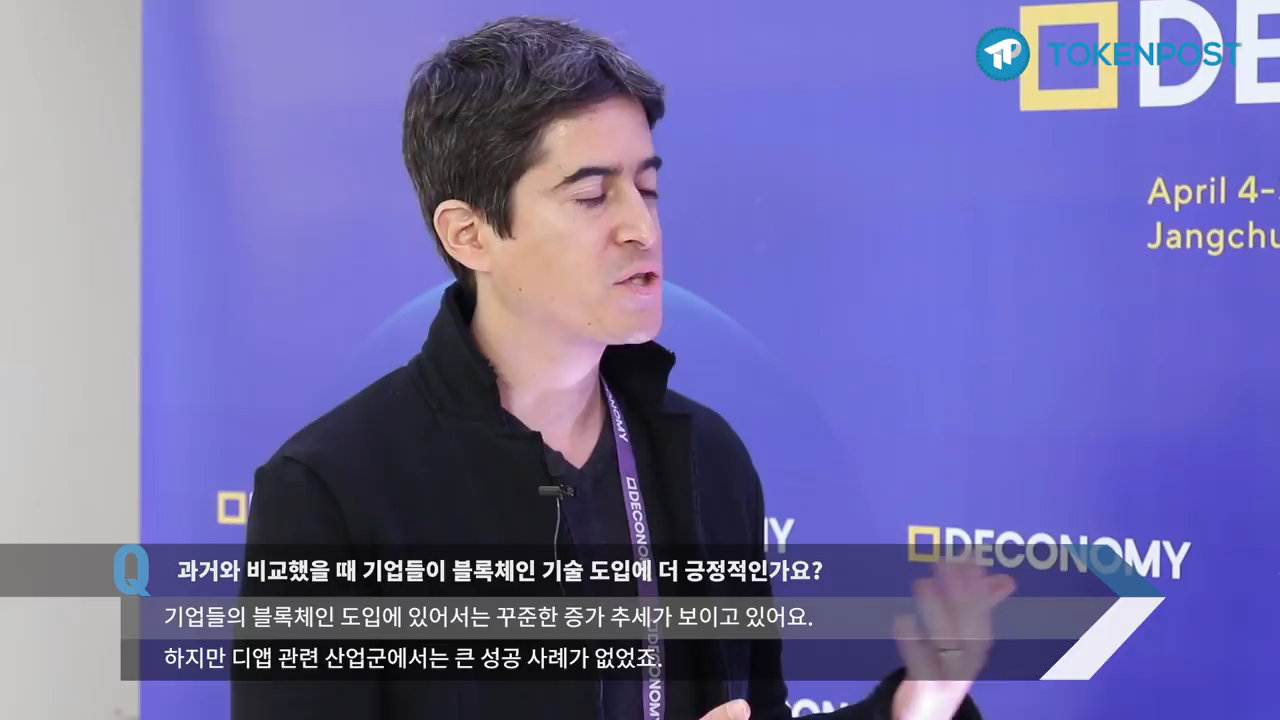 TOKENPOST
DE
April 4-
Jangchu
DECONOMY
DECONOMY
Q 과거와 비교했을 때 기업들이 블록체인 기술 도입에 더 긍정적인가요?
기업들의 블록체인 도입에 있어서는 꾸준한 증가 추세가 보이고 있어요.
하지만 디앱 관련 산업군에서는 큰 성공 사례가 없었죠.